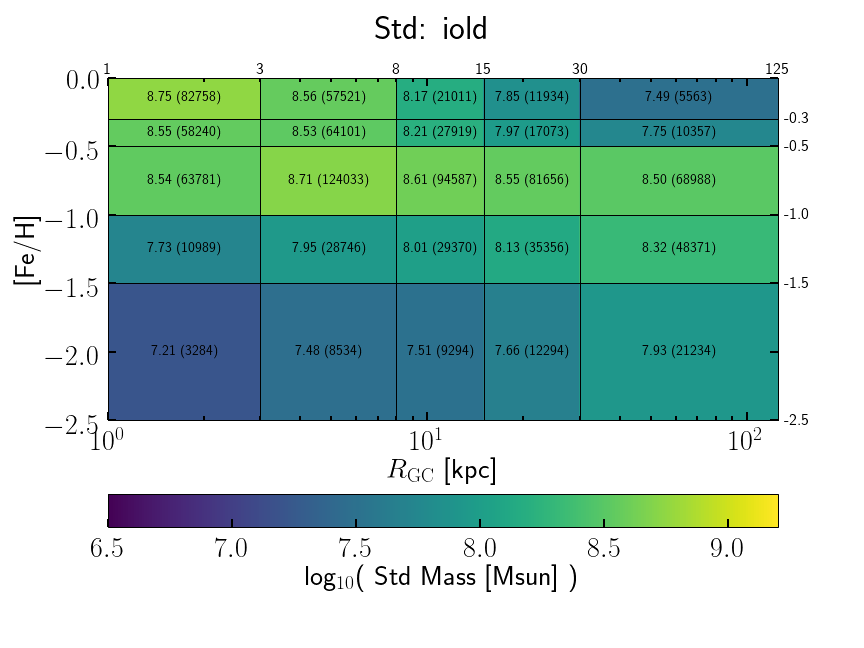 Std: iold
1 3 8 15 30 125
0.0
8.75 (82758) 8.56 (57521) 8.17 (21011) 7.85 (11934) 7.49 (5563)
-0.3
8.55 (58240) 8.53 (64101) 8.21 (27919) 7.97 (17073) 7.75 (10357)
−0.5 -0.5
8.54 (63781) 8.71 (124033) 8.61 (94587) 8.55 (81656) 8.50 (68988)
−1.0 -1.0
[Fe/H]
7.73 (10989) 7.95 (28746) 8.01 (29370) 8.13 (35356) 8.32 (48371)
−1.5 -1.5
7.21 (3284) 7.48 (8534) 7.51 (9294) 7.66 (12294) 7.93 (21234)
−2.0
−2.5 -2.5
10⁰ 10¹ 10²
R_GC [kpc]
6.5 7.0 7.5 8.0 8.5 9.0
log₁₀( Std Mass [Msun] )